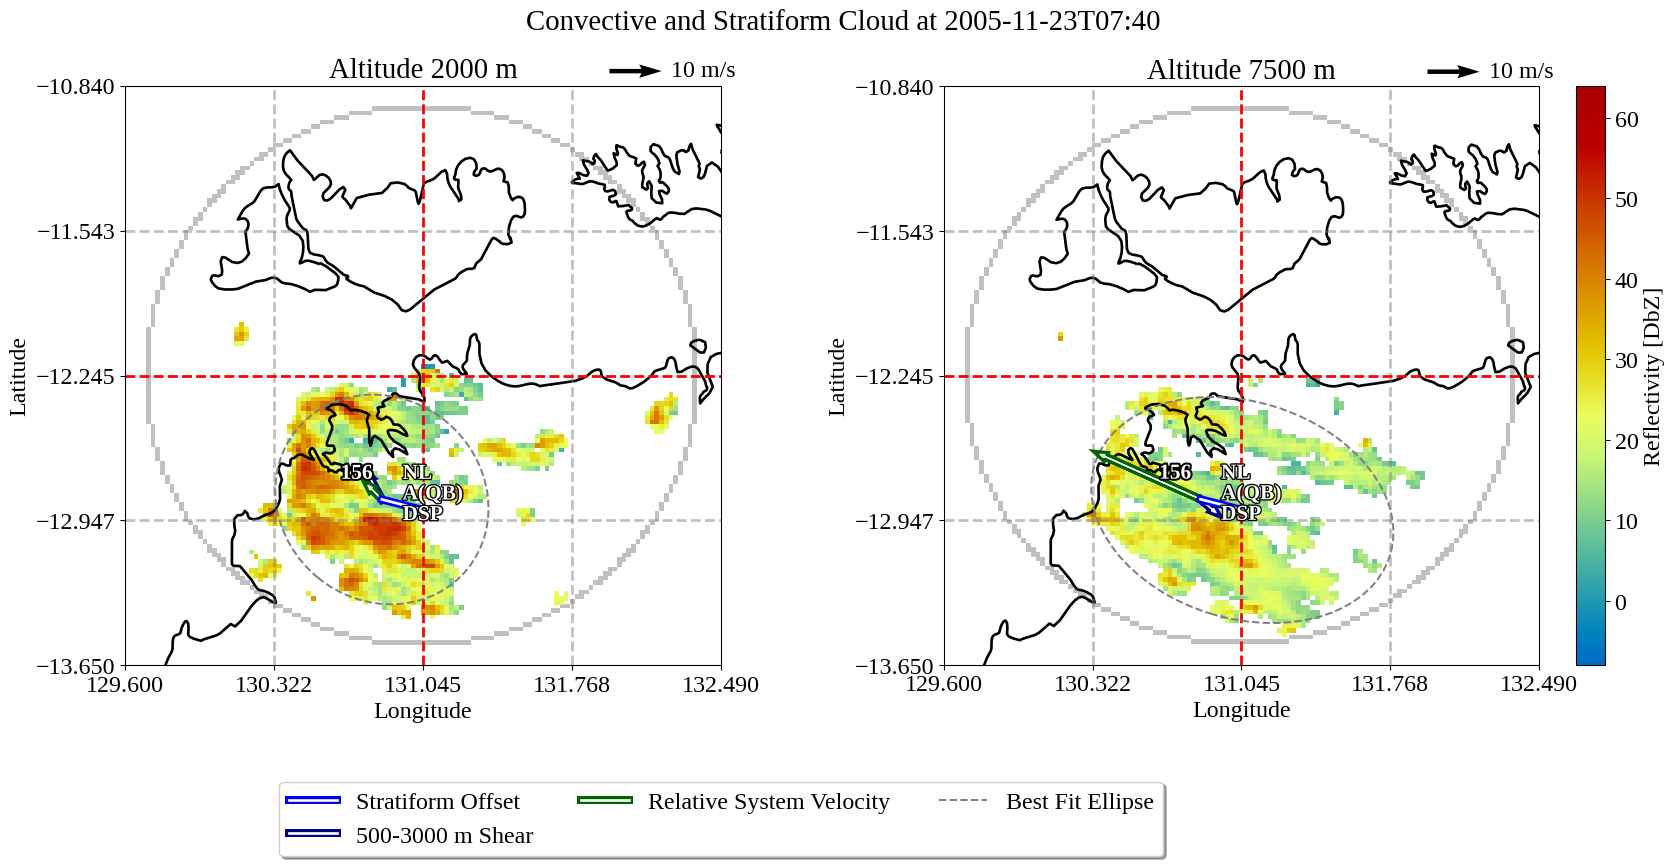 Convective and Stratiform Cloud at 2005-11-23T07:40
Altitude 2000 m
10 m/s
Altitude 7500 m
10 m/s
−10.840
−11.543
−12.245
−12.947
−13.650
Latitude
129.600
130.322
131.045
131.768
132.490
Longitude
156
NL
A(QB)
DSP
−10.840
−11.543
−12.245
−12.947
−13.650
Latitude
129.600
130.322
131.045
131.768
132.490
Longitude
156
NL
A(QB)
DSP
60
50
40
30
20
10
0
Reflectivity [DbZ]
Stratiform Offset
500-3000 m Shear
Relative System Velocity
Best Fit Ellipse